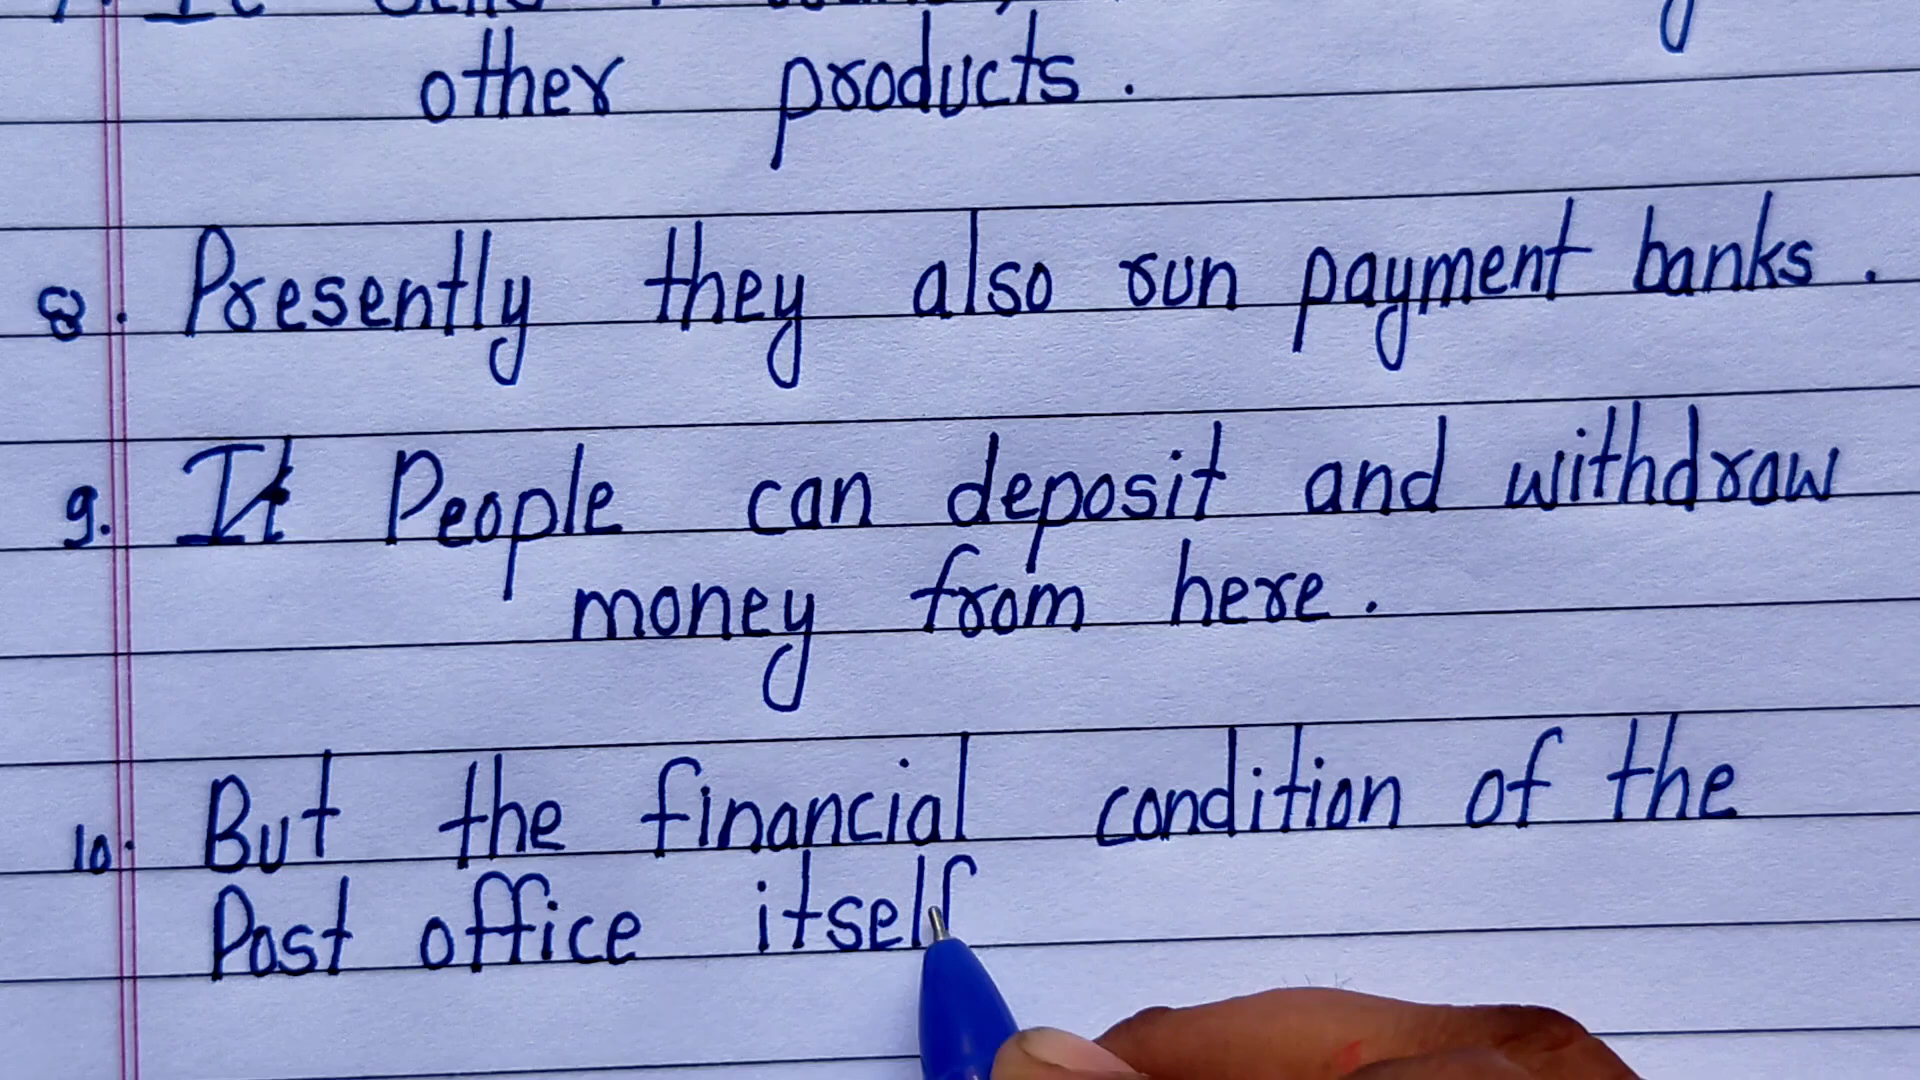 other products.
8. Presently they also run payment banks.
9. It People can deposit and withdraw
money from here.
10. But the financial condition of the
Post office itself